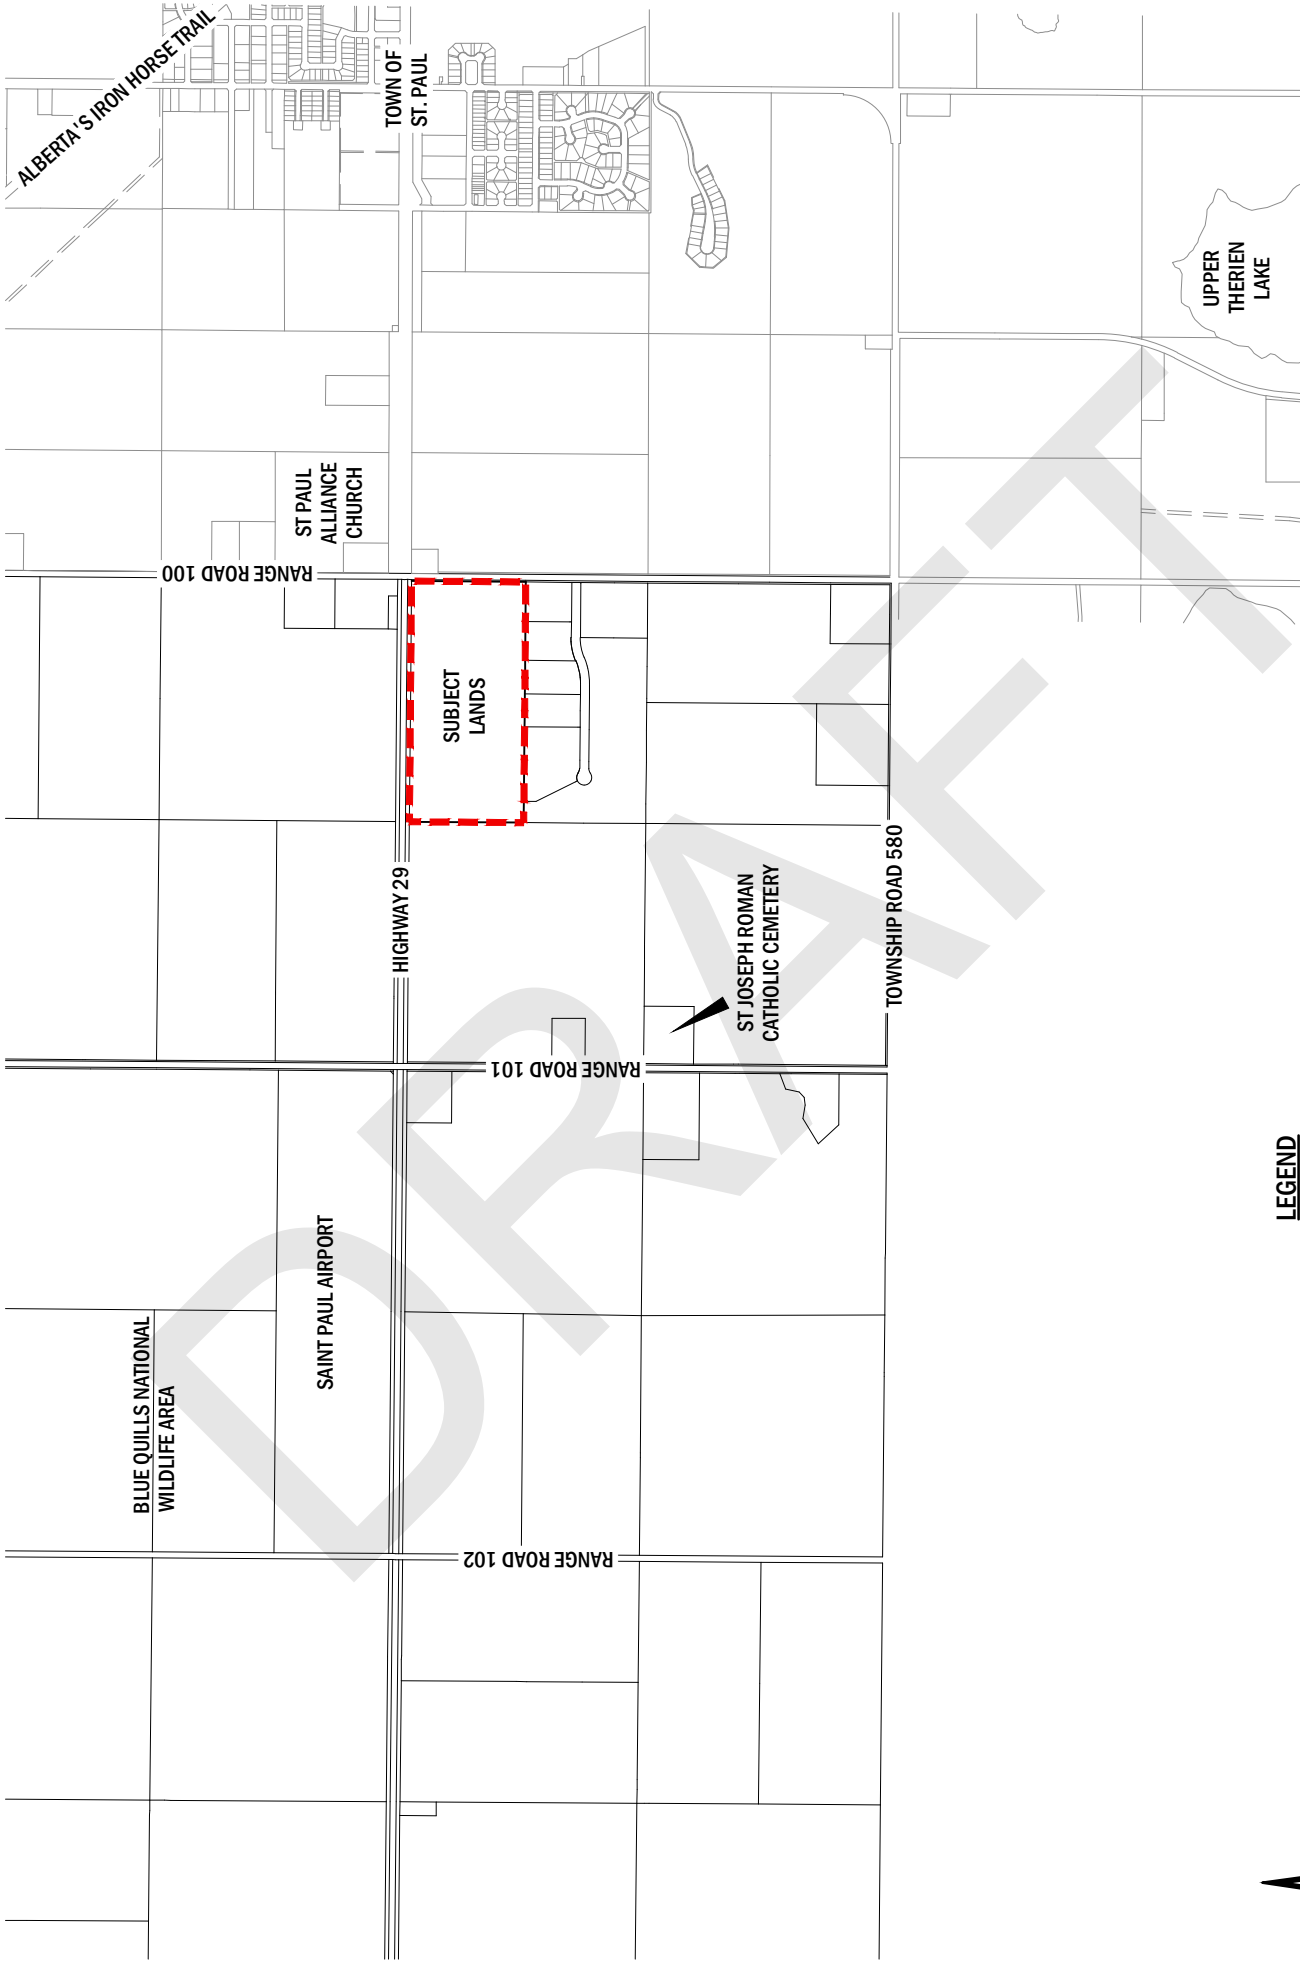 ALBERTA'S IRON HORSE TRAIL
TOWN OF
ST. PAUL
UPPER
THERIEN
LAKE
ST PAUL
ALLIANCE
CHURCH
RANGE ROAD 100
SUBJECT
LANDS
HIGHWAY 29
ST JOSEPH ROMAN
CATHOLIC CEMETERY
TOWNSHIP ROAD 580
RANGE ROAD 101
SAINT PAUL AIRPORT
BLUE QUILLS NATIONAL
WILDLIFE AREA
RANGE ROAD 102
LEGEND
DRAFT